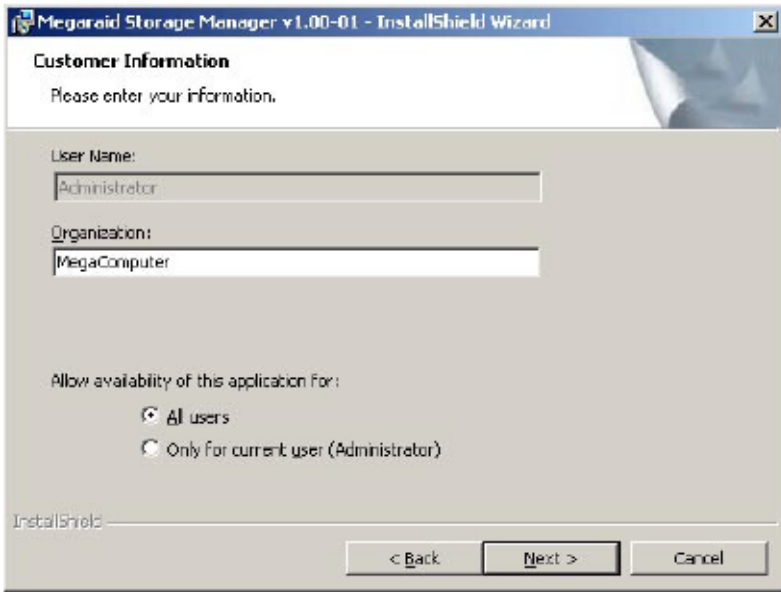 Megaraid Storage Manager v1.00-01 - InstallShield Wizard
Customer Information
Please enter your information.
User Name:
Administrator
Organization:
MegaComputer
Allow availability of this application for:
All users
Only for current user (Administrator)
InstallShield
< Back
Next >
Cancel